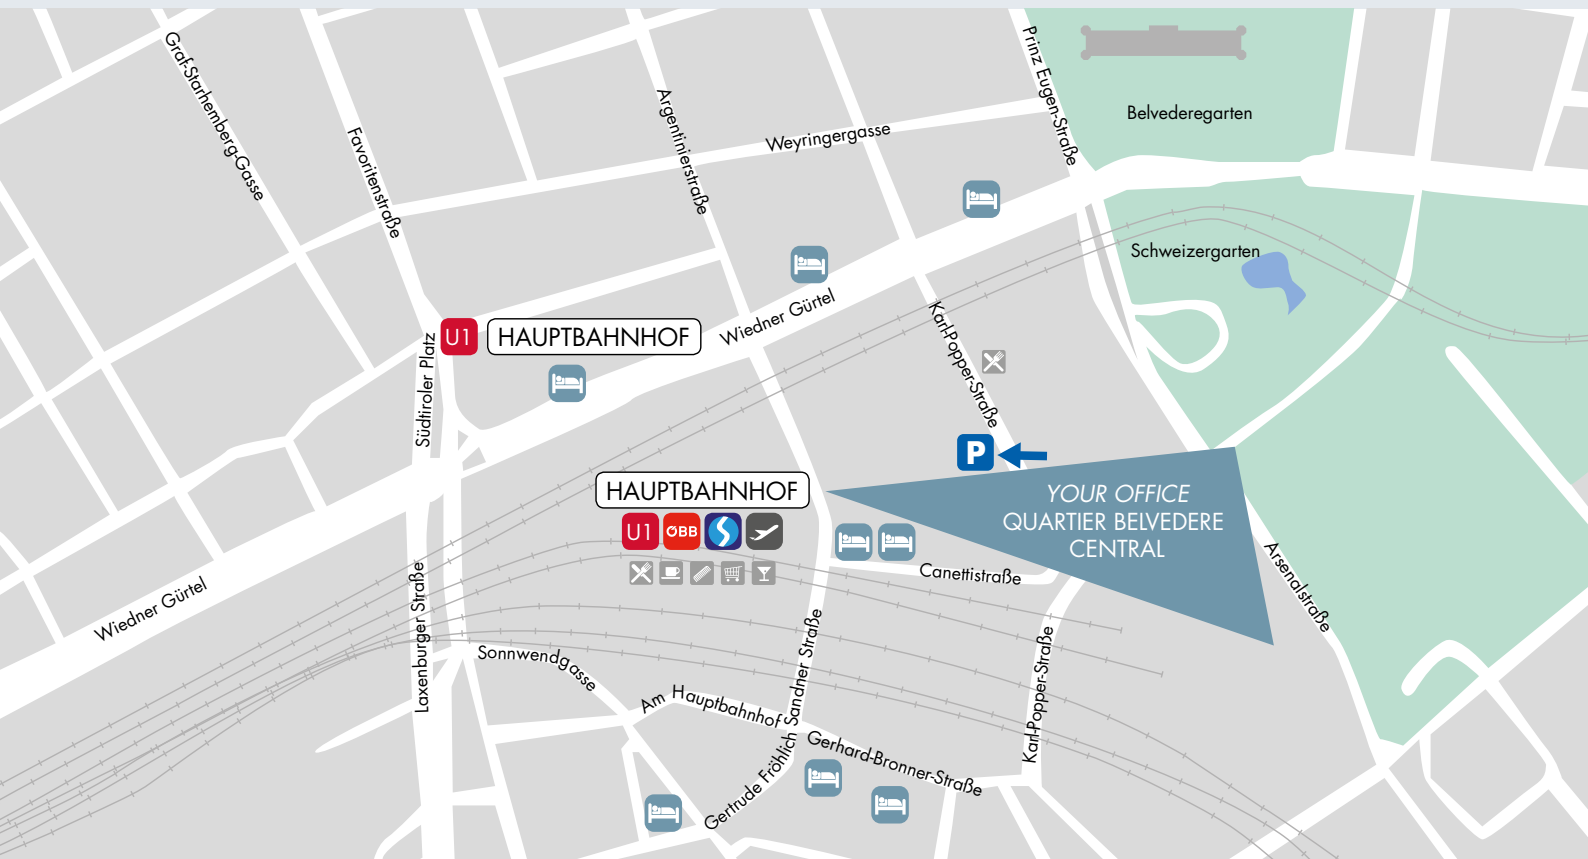 Graf-Starhemberg-Gasse
Favoritenstraße
Argentinierstraße
Weyringergasse
Prinz Eugen-Straße
Belvederegarten
Schweizergarten
Südtiroler Platz
U1
HAUPTBAHNHOF
Wiedner Gürtel
Karl-Popper-Straße
P
HAUPTBAHNHOF
U1
ÖBB
S
YOUR OFFICE
QUARTIER BELVEDERE
CENTRAL
Canettistraße
Arsenalstraße
Wiedner Gürtel
Laxenburger Straße
Sonnwendgasse
Am Hauptbahnhof
Gertrude Fröhlich Sandner Straße
Gerhard-Bronner-Straße
Karl-Popper-Straße